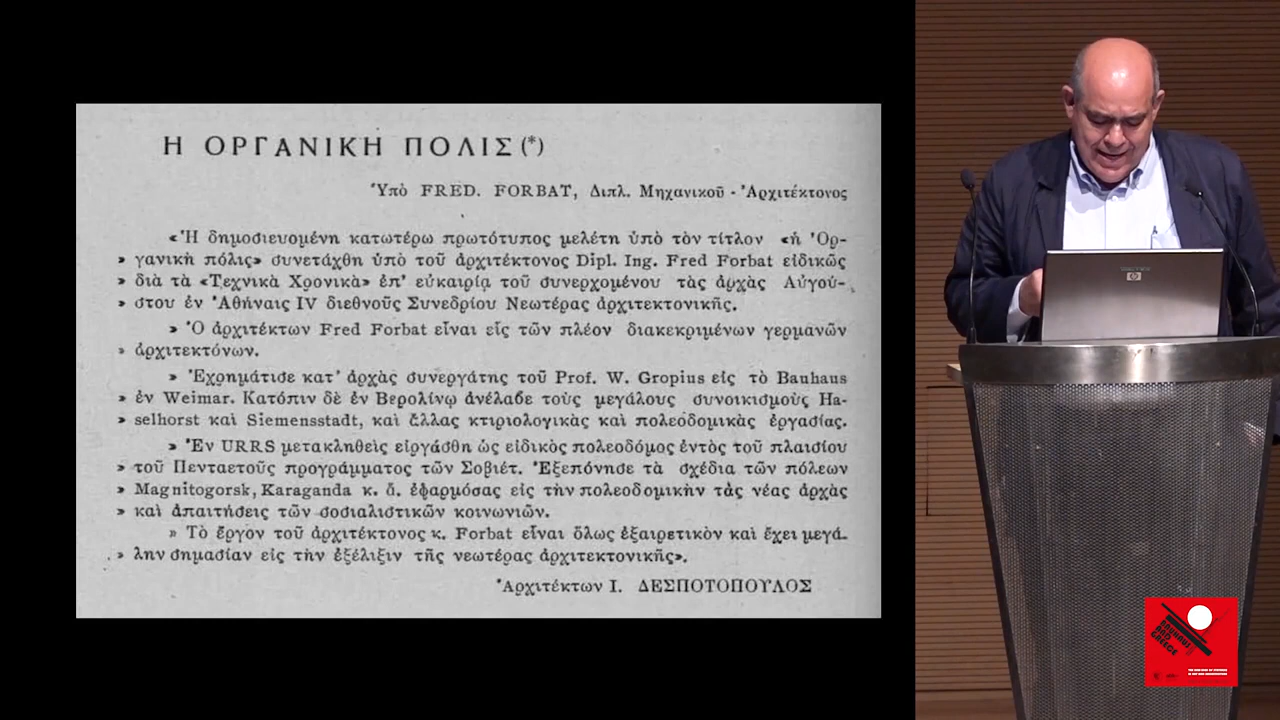 Η ΟΡΓΑΝΙΚΗ ΠΟΛΙΣ (*)
Ὑπὸ FRED. FORBAT, Διπλ. Μηχανικοῦ - Ἀρχιτέκτονος
«Ἡ δημοσιευομένη κατωτέρω πρωτότυπος μελέτη ὑπὸ τὸν τίτλον «ἡ Ὀρ-
» γανικὴ πόλις» συνετάχθη ὑπὸ τοῦ ἀρχιτέκτονος Dipl. Ing. Fred Forbat εἰδικῶς
» διὰ τὰ «Τεχνικὰ Χρονικὰ» ἐπ' εὐκαιρίᾳ τοῦ συνερχομένου τὰς ἀρχὰς Αὐγού-
» στου ἐν Ἀθήναις IV διεθνοῦς Συνεδρίου Νεωτέρας ἀρχιτεκτονικῆς.
» Ὁ ἀρχιτέκτων Fred Forbat εἶναι εἷς τῶν πλέον διακεκριμένων γερμανῶν
» ἀρχιτεκτόνων.
» Ἐχρημάτισε κατ' ἀρχὰς συνεργάτης τοῦ Prof. W. Gropius εἰς τὸ Bauhaus
» ἐν Weimar. Κατόπιν δὲ ἐν Βερολίνῳ ἀνέλαβε τοὺς μεγάλους συνοικισμοὺς Ha-
» selhorst καὶ Siemensstadt, καὶ ἄλλας κτιριολογικὰς καὶ πολεοδομικὰς ἐργασίας.
» Ἐν URRS μετακληθεὶς εἰργάσθη ὡς εἰδικὸς πολεοδόμος ἐντὸς τοῦ πλαισίου
» τοῦ Πενταετοῦς προγράμματος τῶν Σοβιέτ. Ἐξεπόνησε τὰ σχέδια τῶν πόλεων
» Magnitogorsk, Karaganda κ. ἄ. ἐφαρμόσας εἰς τὴν πολεοδομικὴν τὰς νέας ἀρχὰς
» καὶ ἀπαιτήσεις τῶν σοσιαλιστικῶν κοινωνιῶν.
» Τὸ ἔργον τοῦ ἀρχιτέκτονος κ. Forbat εἶναι ὅλως ἐξαιρετικὸν καὶ ἔχει μεγά-
» λην σημασίαν εἰς τὴν ἐξέλιξιν τῆς νεωτέρας ἀρχιτεκτονικῆς».
Ἀρχιτέκτων Ι. ΔΕΣΠΟΤΟΠΟΥΛΟΣ
hp
BAUHAUS
AND
GREECE